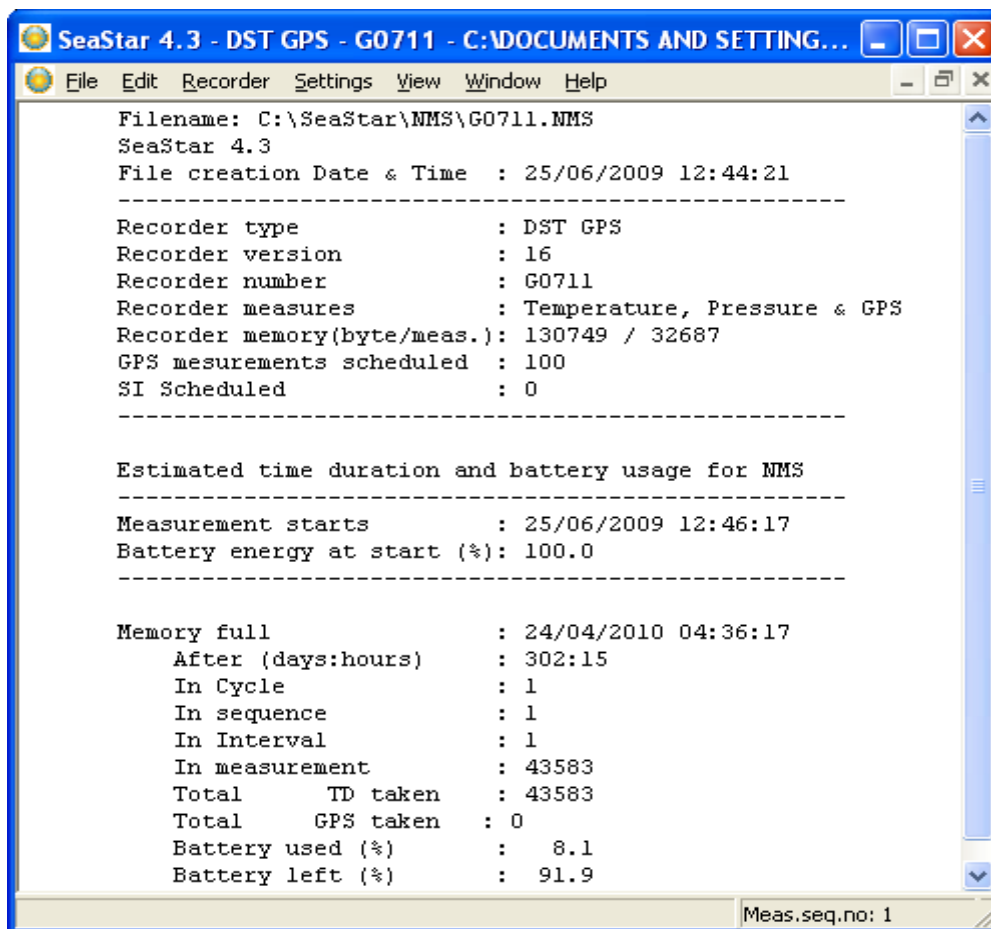 SeaStar 4.3 - DST GPS - G0711 - C:\DOCUMENTS AND SETTING...
File Edit Recorder Settings View Window Help
Filename: C:\SeaStar\NMS\G0711.NMS
SeaStar 4.3
File creation Date & Time : 25/06/2009 12:44:21
----------------------------------------------------
Recorder type : DST GPS
Recorder version : 16
Recorder number : G0711
Recorder measures : Temperature, Pressure & GPS
Recorder memory(byte/meas.): 130749 / 32687
GPS mesurements scheduled : 100
SI Scheduled : 0
----------------------------------------------------
Estimated time duration and battery usage for NMS
----------------------------------------------------
Measurement starts : 25/06/2009 12:46:17
Battery energy at start (%): 100.0
----------------------------------------------------
Memory full : 24/04/2010 04:36:17
After (days:hours) : 302:15
In Cycle : 1
In sequence : 1
In Interval : 1
In measurement : 43583
Total TD taken : 43583
Total GPS taken : 0
Battery used (%) : 8.1
Battery left (%) : 91.9
Meas.seq.no: 1